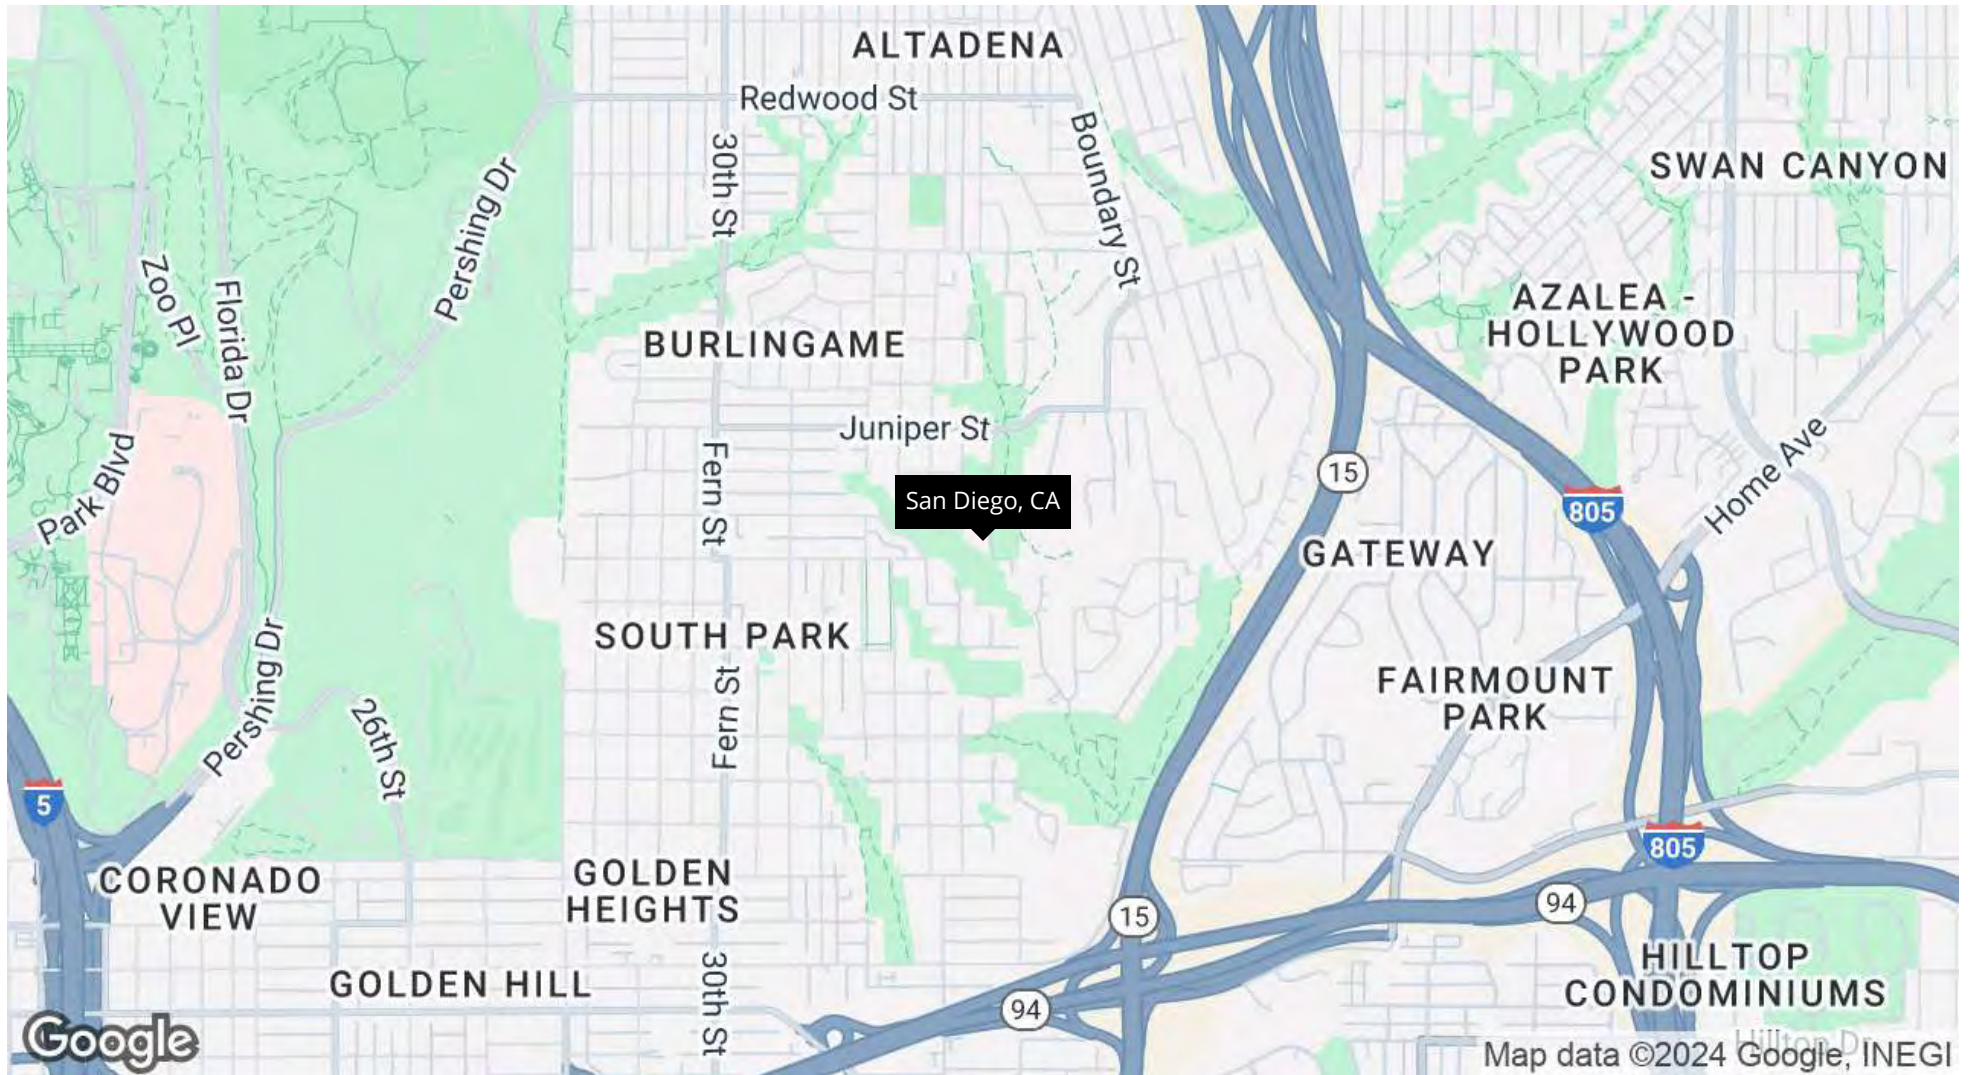 ALTADENA
Redwood St
30th St
Boundary St
SWAN CANYON
Pershing Dr
Zoo Pl
Florida Dr
AZALEA -
HOLLYWOOD
PARK
BURLINGAME
Juniper St
Park Blvd
Fern St
15
San Diego, CA
805
Home Ave
GATEWAY
SOUTH PARK
Pershing Dr
Fern St
FAIRMOUNT
PARK
26th St
5
805
CORONADO
VIEW
GOLDEN
HEIGHTS
15
94
GOLDEN HILL
30th St
94
HILLTOP
CONDOMINIUMS
Hilltop Dr
Google
Map data ©2024 Google, INEGI